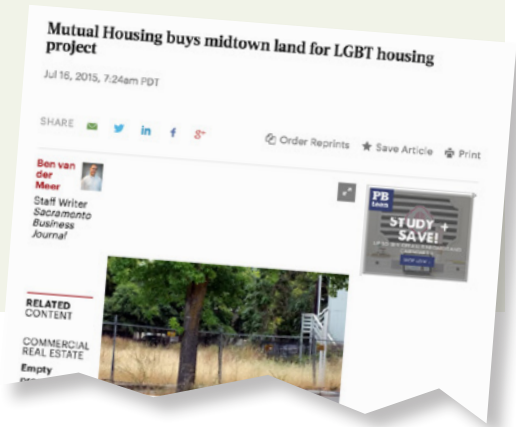 Mutual Housing buys midtown land for LGBT housing
project
Jul 16, 2015, 7:24am PDT
SHARE
in
f
g+
Order Reprints
Save Article
Print
Ben van
der
Meer
Staff Writer
Sacramento
Business
Journal
PB
teen
STUDY +
SAVE!
RELATED
CONTENT
COMMERCIAL
REAL ESTATE
Empty